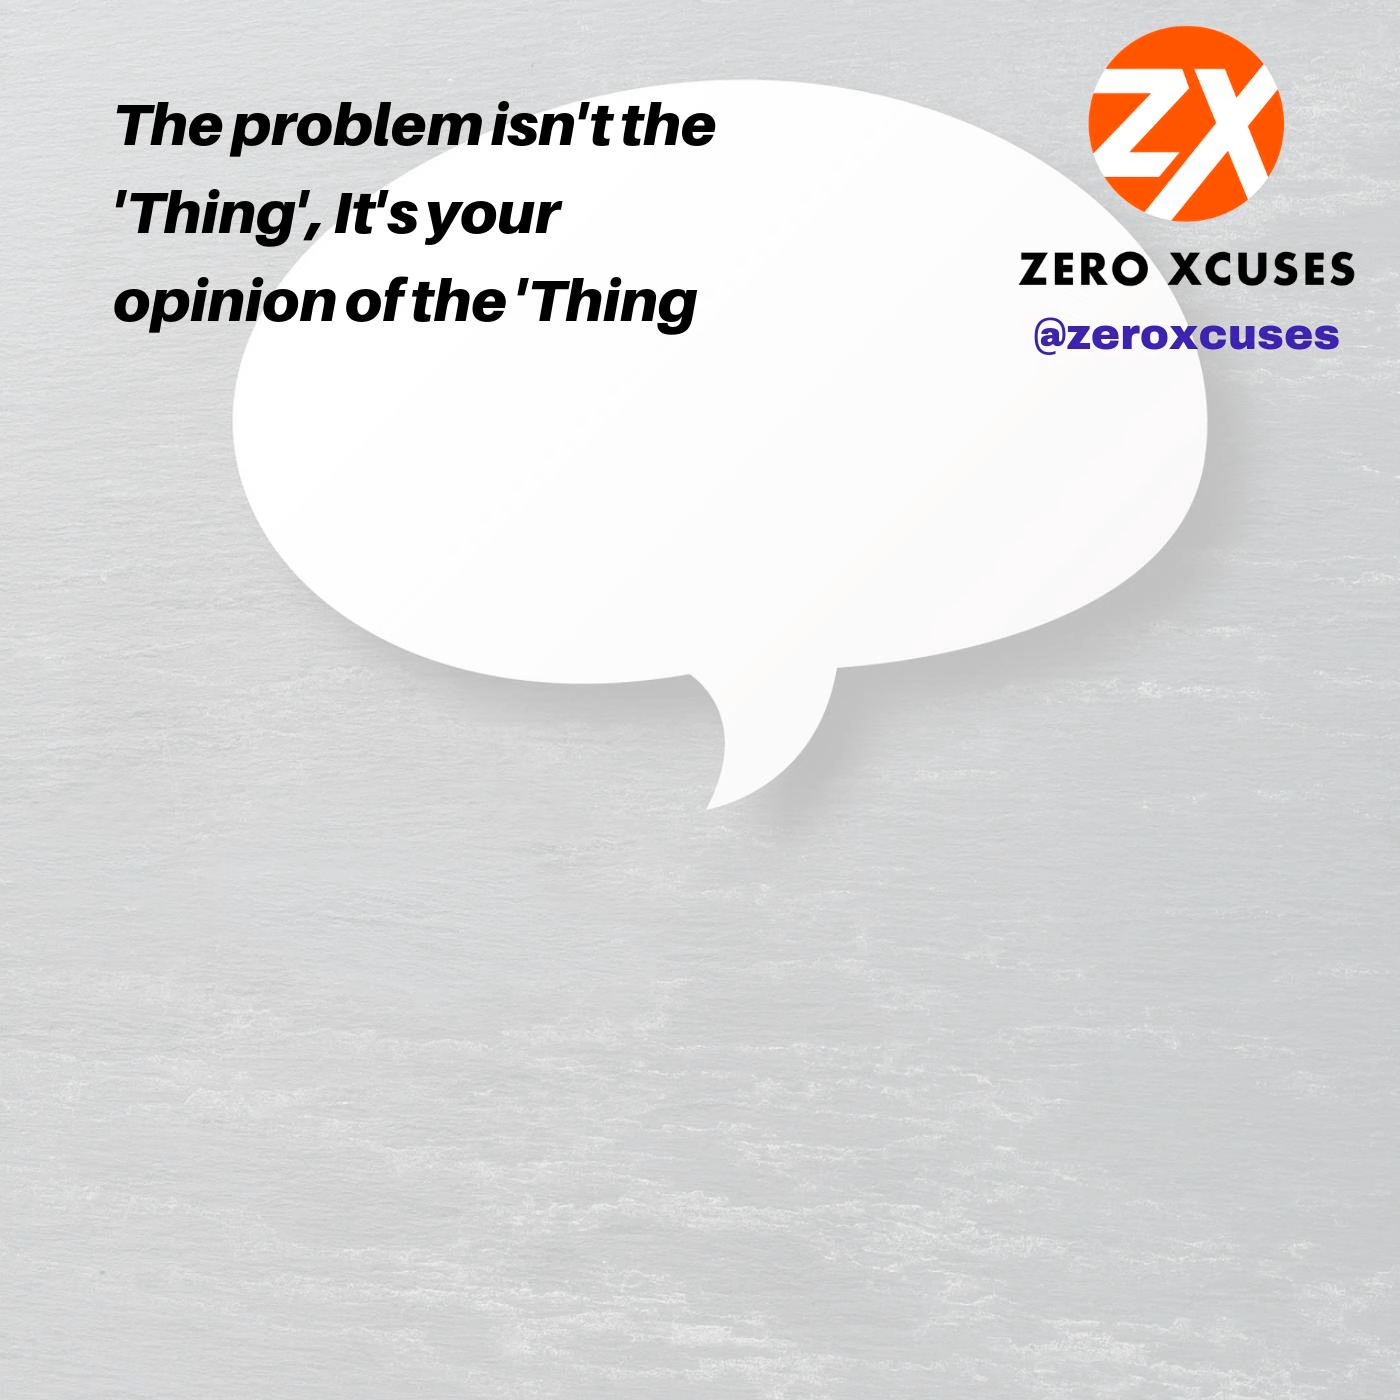 The problem isn't the
'Thing', It's your
opinion of the 'Thing
ZX
ZERO XCUSES
@zeroxcuses